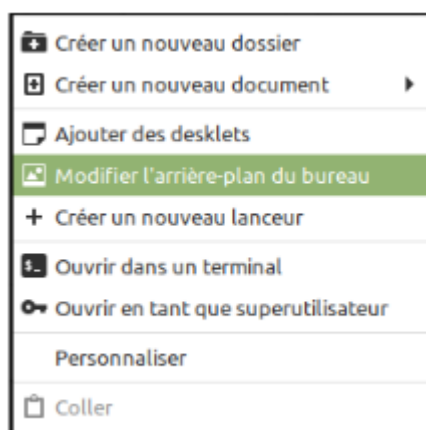 Créer un nouveau dossier
Créer un nouveau document
Ajouter des desklets
Modifier l'arrière-plan du bureau
Créer un nouveau lanceur
Ouvrir dans un terminal
Ouvrir en tant que superutilisateur
Personnaliser
Coller